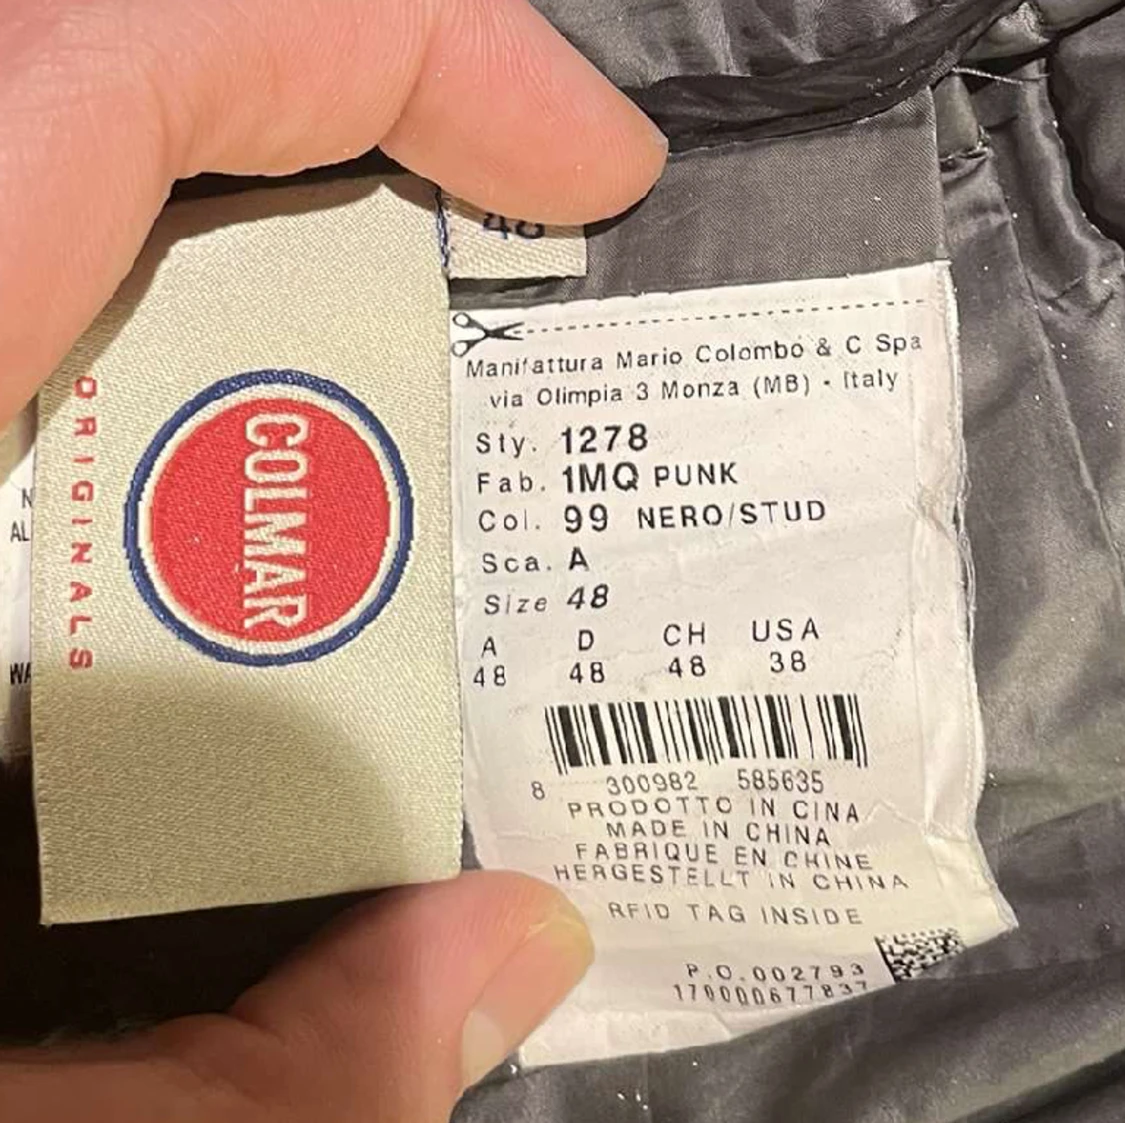 COLMAR
ORIGINALS
48
Manifattura Mario Colombo & C Spa
via Olimpia 3 Monza (MB) - Italy
Sty. 1278
Fab. 1MQ PUNK
Col. 99 NERO/STUD
Sca. A
Size 48
A D CH USA
48 48 48 38
8 300982 585635
PRODOTTO IN CINA
MADE IN CHINA
FABRIQUE EN CHINE
HERGESTELLT IN CHINA
RFID TAG INSIDE
P.O.002793
170000677837